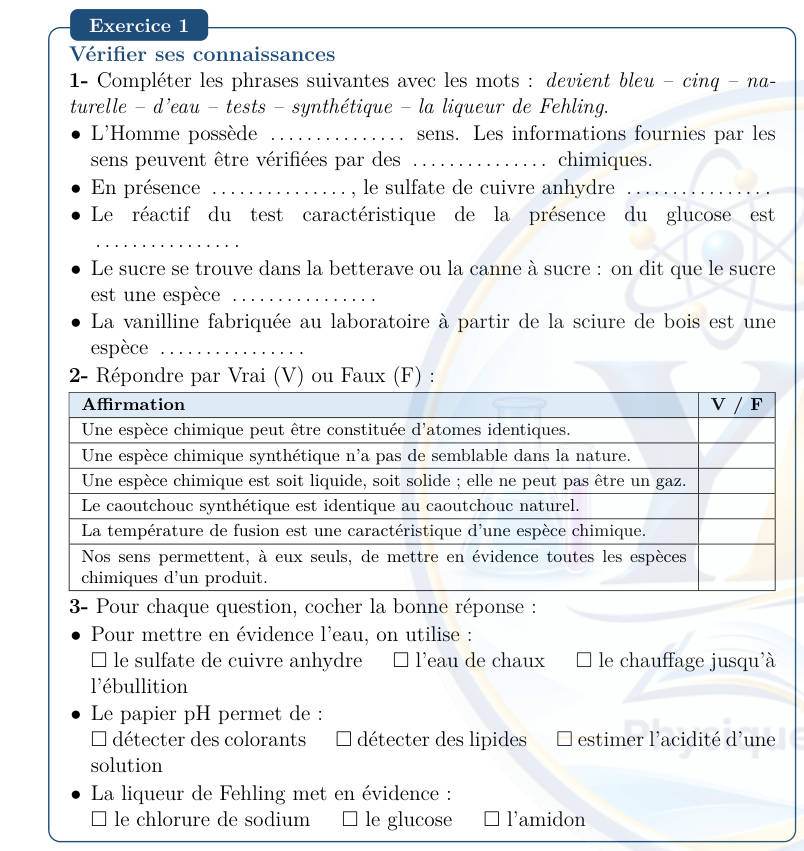 Exercice 1
Vérifier ses connaissances
1- Compléter les phrases suivantes avec les mots : devient bleu – cinq – na-
turelle – d'eau – tests – synthétique – la liqueur de Fehling.
• L'Homme possède ............... sens. Les informations fournies par les
sens peuvent être vérifiées par des ............... chimiques.
• En présence ..............., le sulfate de cuivre anhydre ................
• Le réactif du test caractéristique de la présence du glucose est
................
• Le sucre se trouve dans la betterave ou la canne à sucre : on dit que le sucre
est une espèce ................
• La vanilline fabriquée au laboratoire à partir de la sciure de bois est une
espèce ................
2- Répondre par Vrai (V) ou Faux (F) :
Affirmation V / F
Une espèce chimique peut être constituée d'atomes identiques.
Une espèce chimique synthétique n'a pas de semblable dans la nature.
Une espèce chimique est soit liquide, soit solide ; elle ne peut pas être un gaz.
Le caoutchouc synthétique est identique au caoutchouc naturel.
La température de fusion est une caractéristique d'une espèce chimique.
Nos sens permettent, à eux seuls, de mettre en évidence toutes les espèces
chimiques d'un produit.
3- Pour chaque question, cocher la bonne réponse :
• Pour mettre en évidence l'eau, on utilise :
☐ le sulfate de cuivre anhydre ☐ l'eau de chaux ☐ le chauffage jusqu'à
l'ébullition
• Le papier pH permet de :
☐ détecter des colorants ☐ détecter des lipides ☐ estimer l'acidité d'une
solution
• La liqueur de Fehling met en évidence :
☐ le chlorure de sodium ☐ le glucose ☐ l'amidon
Physique